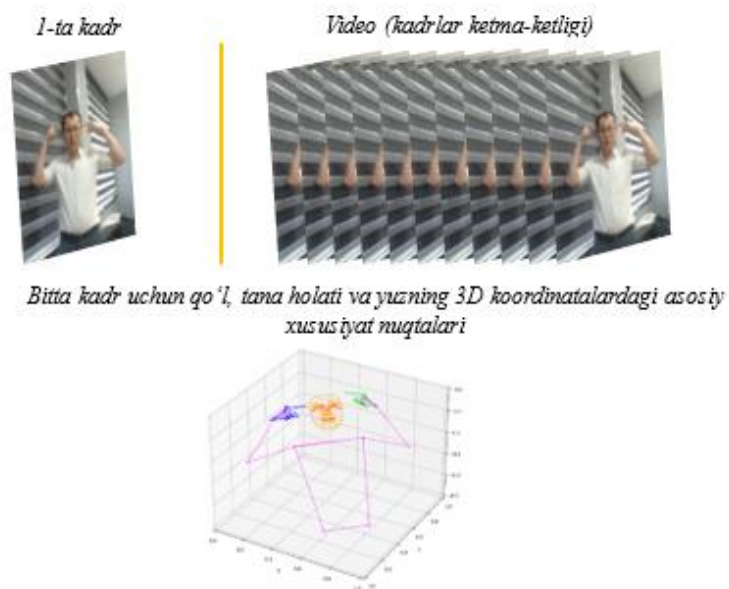 1-ta kadr
Video (kadrlar ketma-ketligi)
Bitta kadr uchun qo‘l, tana holati va yuzning 3D koordinatalardagi asosiy
xususiyat nuqtalari